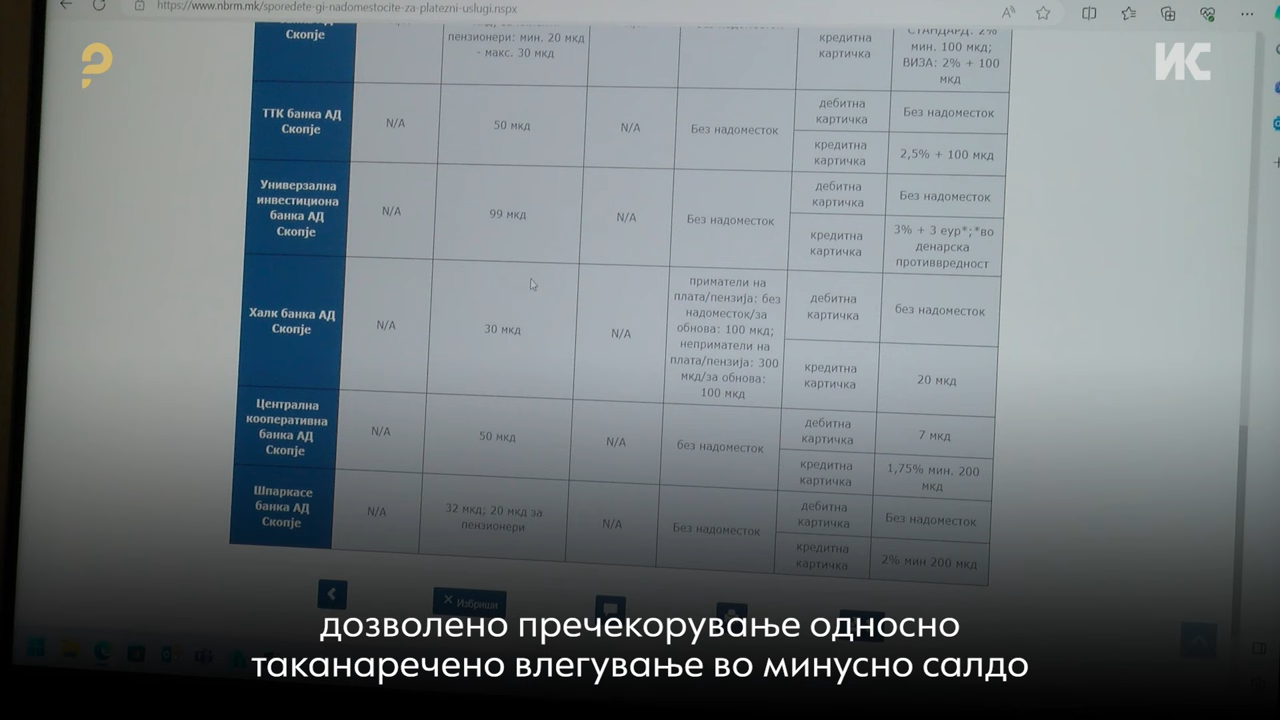 https://www.nbrm.mk/sporedete-gi-nadomestocite-za-platezni-uslugi.nspx
ИС
Скопје
пензионери: мин. 20 мкд
- макс. 30 мкд
кредитна
картичка
СТАНДАРД: 2%
мин. 100 мкд;
ВИЗА: 2% + 100
мкд
ТТК банка АД
Скопје
N/A
50 мкд
N/A
Без надоместок
дебитна
картичка
Без надоместок
кредитна
картичка
2,5% + 100 мкд
Универзална
инвестициона
банка АД
Скопје
N/A
99 мкд
N/A
Без надоместок
дебитна
картичка
Без надоместок
кредитна
картичка
3% + 3 еур*;*во
денарска
противвредност
Халк банка АД
Скопје
N/A
30 мкд
N/A
приматели на
плата/пензија: без
надоместок/за
обнова: 100 мкд;
неприматели на
плата/пензија: 300
мкд/за обнова:
100 мкд
дебитна
картичка
без надоместок
кредитна
картичка
20 мкд
Централна
кооперативна
банка АД
Скопје
N/A
50 мкд
N/A
без надоместок
дебитна
картичка
7 мкд
кредитна
картичка
1,75% мин. 200
мкд
Шпаркасе
банка АД
Скопје
N/A
32 мкд; 20 мкд за
пензионери
N/A
Без надоместок
дебитна
картичка
Без надоместок
кредитна
картичка
2% мин 200 мкд
Избриши
дозволено пречекорување односно
таканаречено влегување во минусно салдо